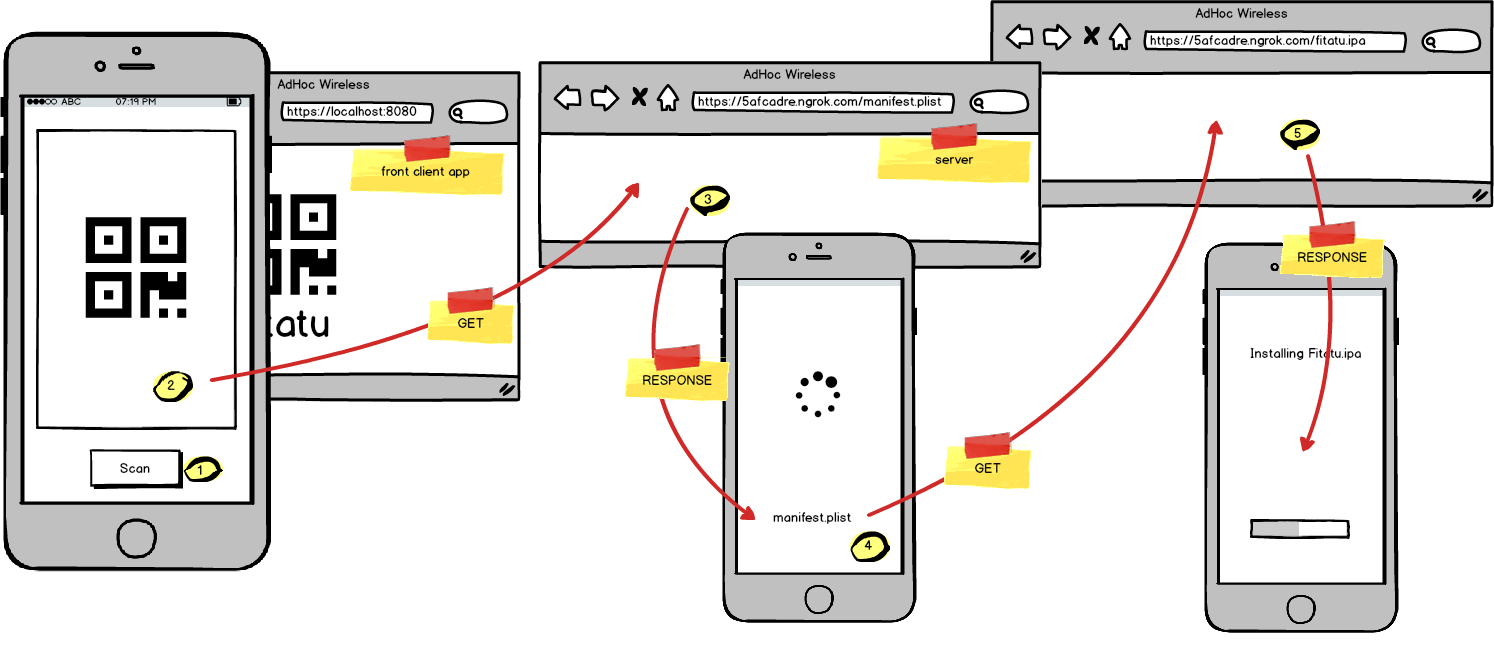 ABC 07:19 PM
Scan
1
2
AdHoc Wireless
https://localhost:8080
front client app
atu
GET
AdHoc Wireless
https://5afcadre.ngrok.com/manifest.plist
server
3
RESPONSE
manifest.plist
4
GET
AdHoc Wireless
https://5afcadre.ngrok.com/fitatu.ipa
5
RESPONSE
Installing Fitatu.ipa